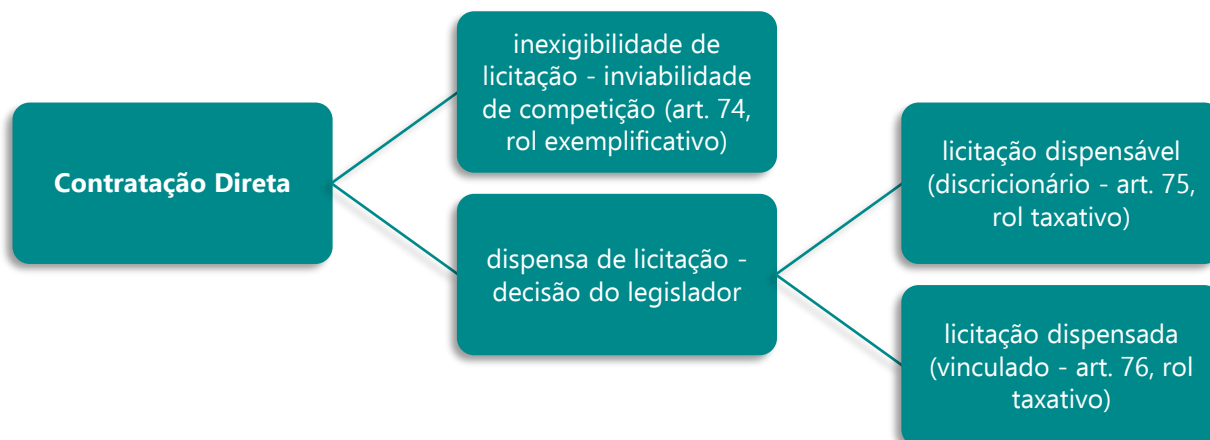 Contratação Direta
inexigibilidade de
licitação - inviabilidade
de competição (art. 74,
rol exemplificativo)
dispensa de licitação -
decisão do legislador
licitação dispensável
(discricionário - art. 75,
rol taxativo)
licitação dispensada
(vinculado - art. 76, rol
taxativo)